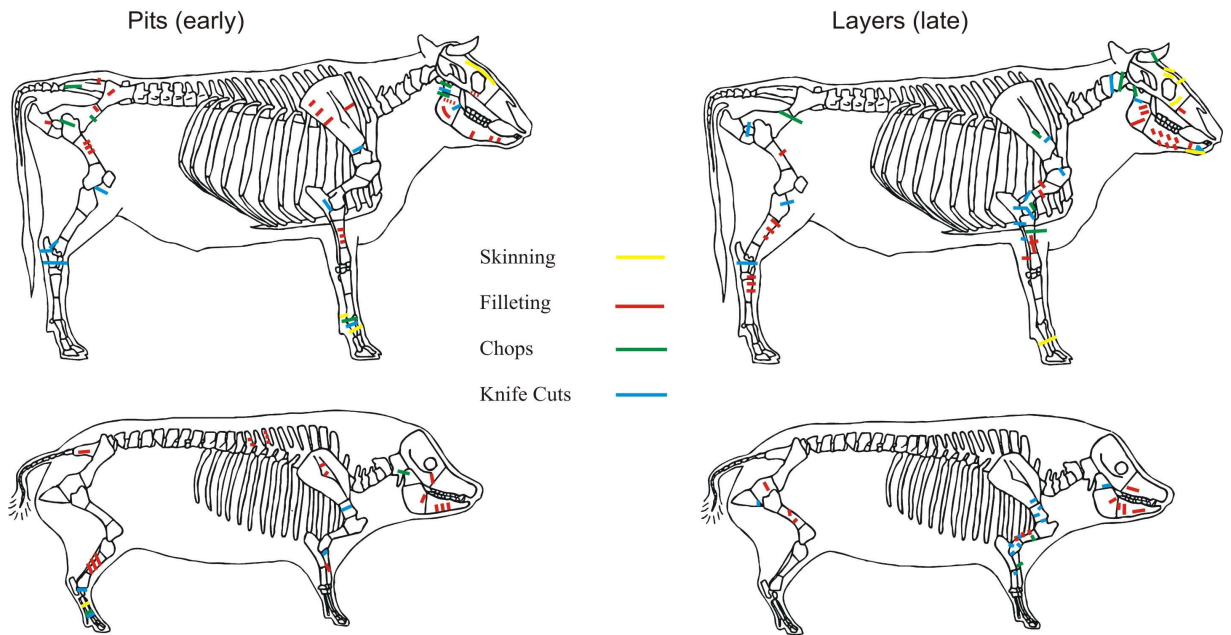 Pits (early)
Layers (late)
Skinning
Filleting
Chops
Knife Cuts